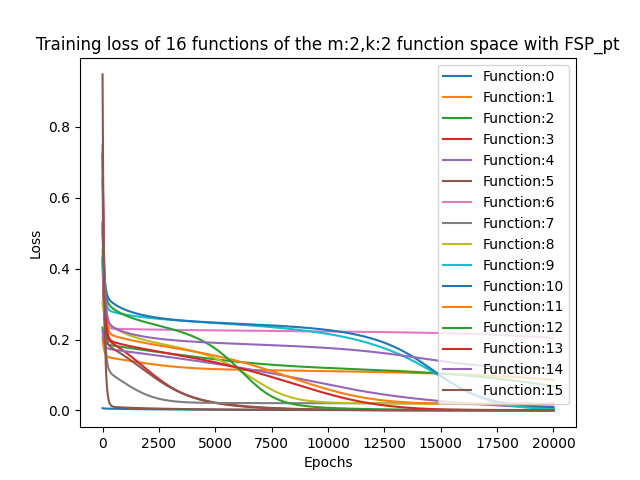 Training loss of 16 functions of the m:2,k:2 function space with FSP_pt
Function:0
Function:1
Function:2
Function:3
Function:4
Function:5
Function:6
Function:7
Function:8
Function:9
Function:10
Function:11
Function:12
Function:13
Function:14
Function:15
Loss
0.8
0.6
0.4
0.2
0.0
0 2500 5000 7500 10000 12500 15000 17500 20000
Epochs